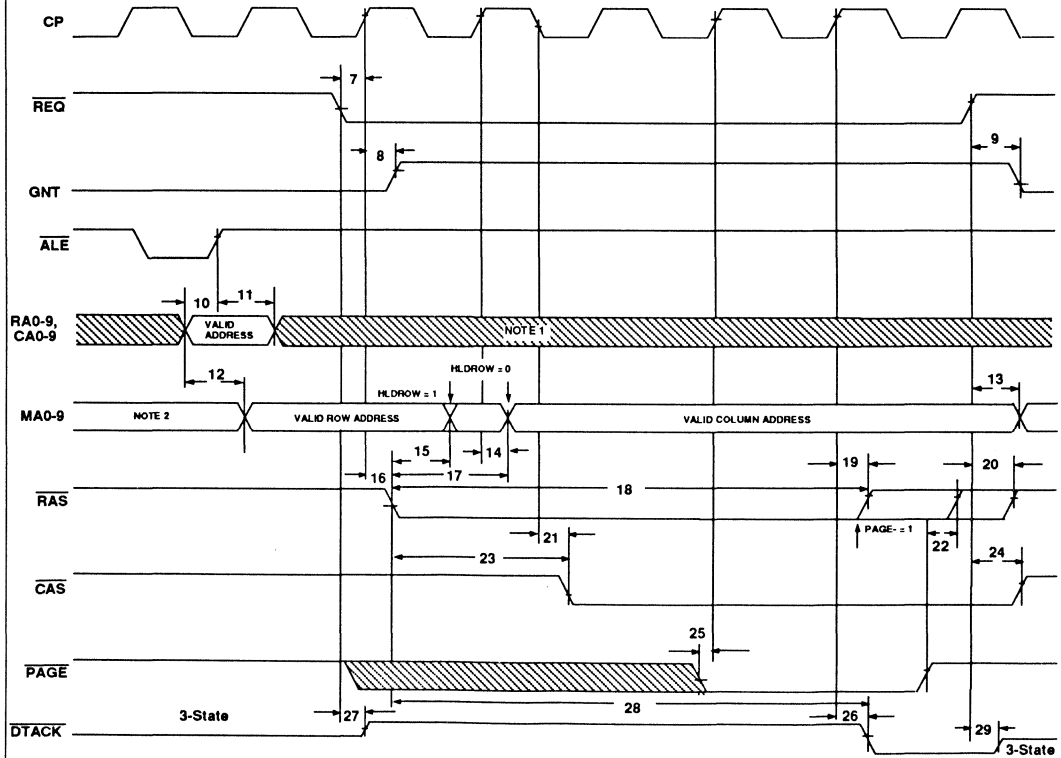 CP
7
REQ
8
9
GNT
ALE
10 11
RA0-9, CA0-9
VALID ADDRESS
NOTE 1
12
HLDROW = 0
HLDROW = 1
13
MA0-9
NOTE 2
VALID ROW ADDRESS
VALID COLUMN ADDRESS
15 14
16 17
19 20
18
RAS
PAGE- = 1
21
22
23
24
CAS
25
PAGE
28
3-State
27
26
29
DTACK
3-State